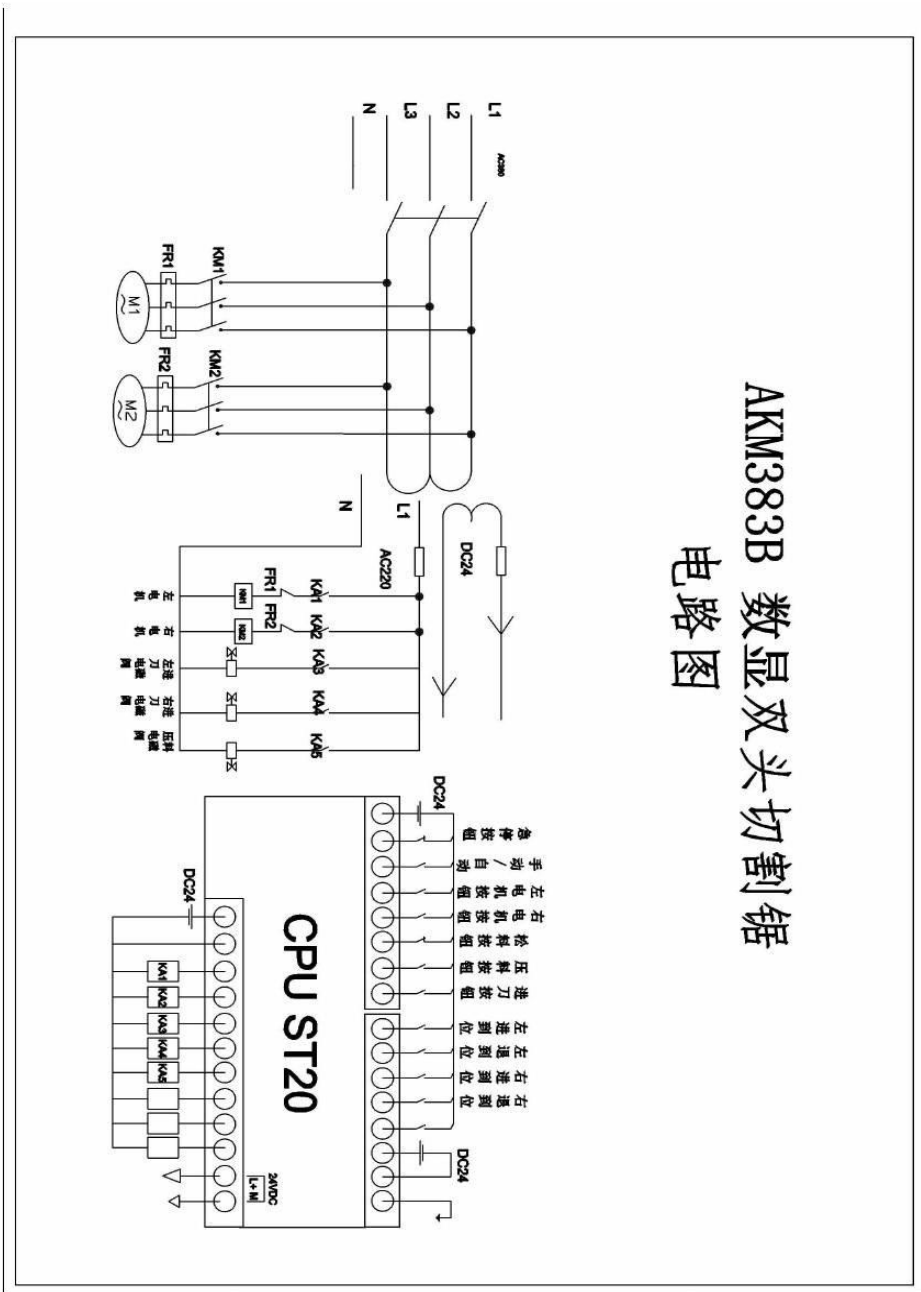 AKM383B 数显双头切割锯
电路图
L1
L2
L3
N
AC380
KM1
FR1
M1
KM2
FR2
M2
DC24
L1
AC220
N
KA1
FR1
KM1
左电机
KA2
FR2
KM2
右电机
KA3
左进刀电磁阀
KA4
右进刀电磁阀
KA5
压料电磁阀
DC24
急停按钮
手动/自动
左电机按钮
右电机按钮
松料按钮
压料按钮
进刀按钮
左进到位
左退到位
右进到位
右退到位
DC24
CPU ST20
DC24
KA1
KA2
KA3
KA4
KA5
24VDC
L+ M